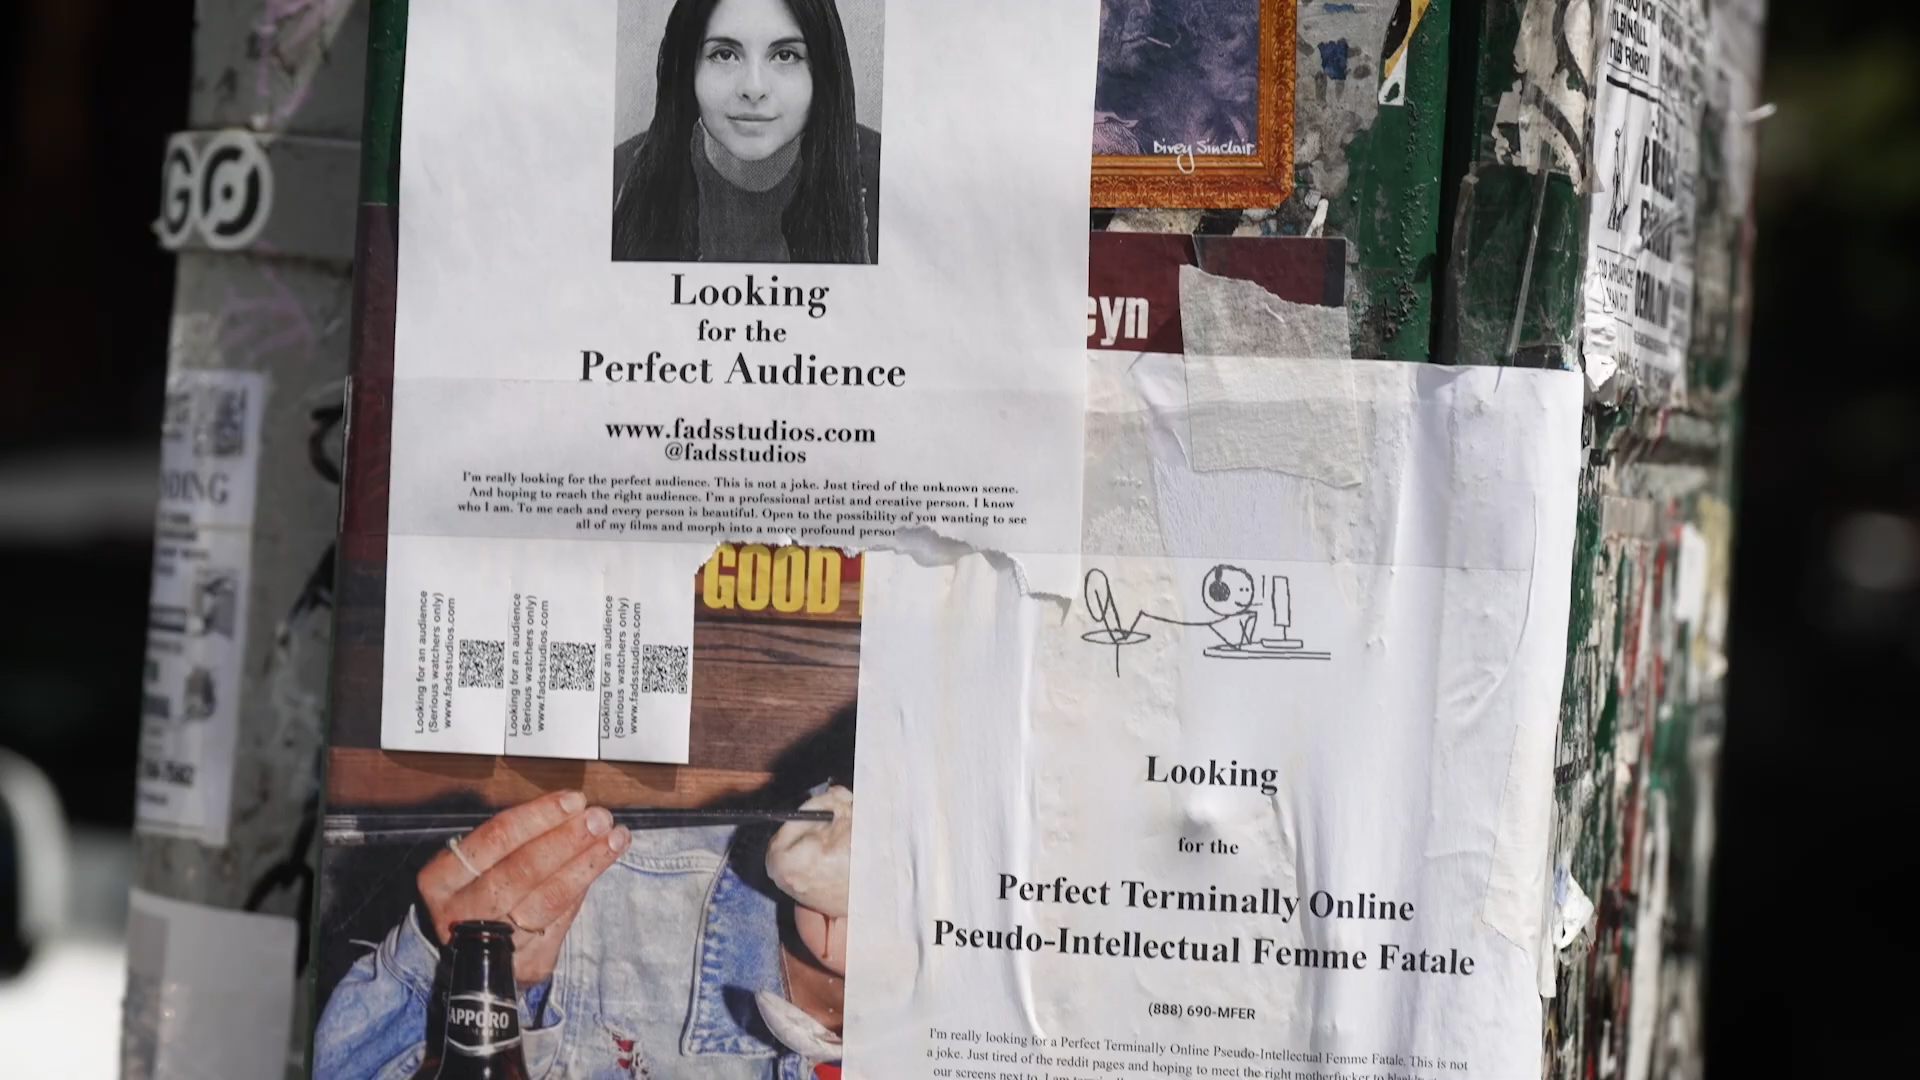 GO
Divey Sinclair
Looking
for the
Perfect Audience
www.fadsstudios.com
@fadsstudios
I'm really looking for the perfect audience. This is not a joke. Just tired of the unknown scene.
And hoping to reach the right audience. I'm a professional artist and creative person. I know
who I am. To me each and every person is beautiful. Open to the possibility of you wanting to see
all of my films and morph into a more profound person
Looking for an audience
(Serious watchers only)
www.fadsstudios.com
Looking for an audience
(Serious watchers only)
www.fadsstudios.com
Looking for an audience
(Serious watchers only)
www.fadsstudios.com
GOOD
eyn
Looking
for the
Perfect Terminally Online
Pseudo-Intellectual Femme Fatale
(888) 690-MFER
I'm really looking for a Perfect Terminally Online Pseudo-Intellectual Femme Fatale. This is not
a joke. Just tired of the reddit pages and hoping to meet the right motherfucker to
our screens next to. I am
APPORO